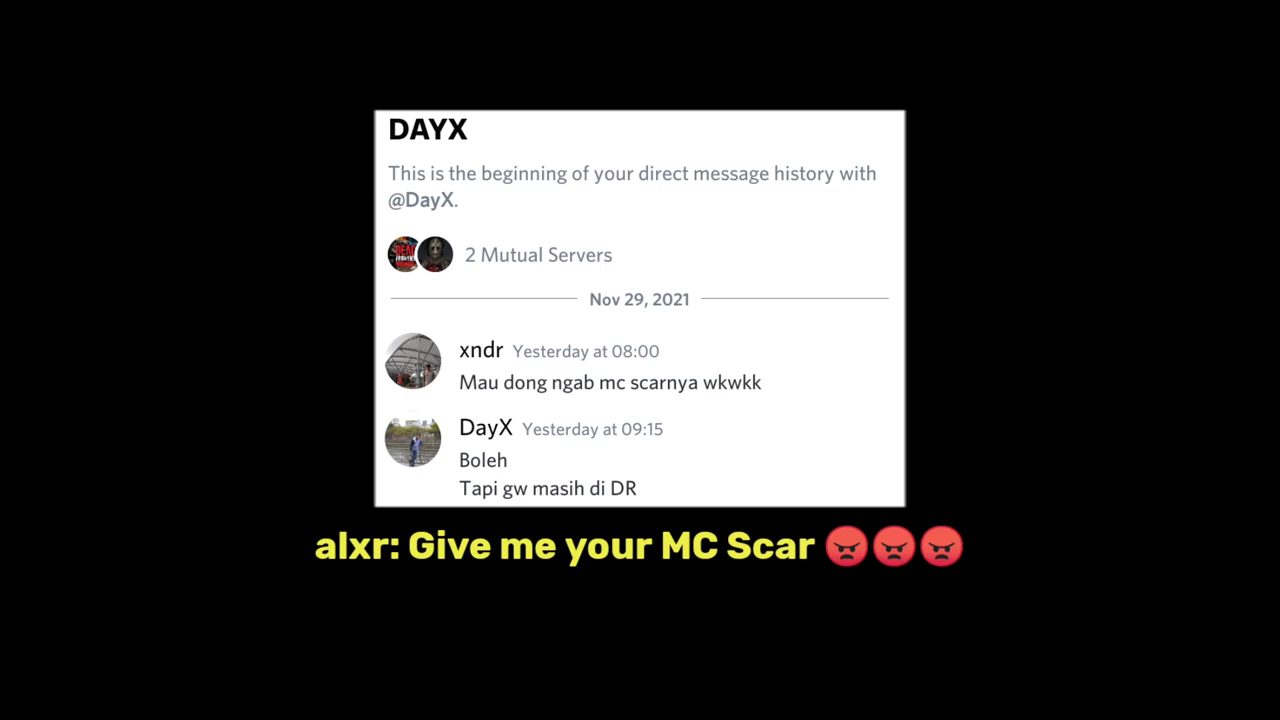 DAYX
This is the beginning of your direct message history with
@DayX.
DEAD
FRONTIER
2 Mutual Servers
Nov 29, 2021
xndr Yesterday at 08:00
Mau dong ngab mc scarnya wkwkk
DayX Yesterday at 09:15
Boleh
Tapi gw masih di DR
alxr: Give me your MC Scar 😡😡😡